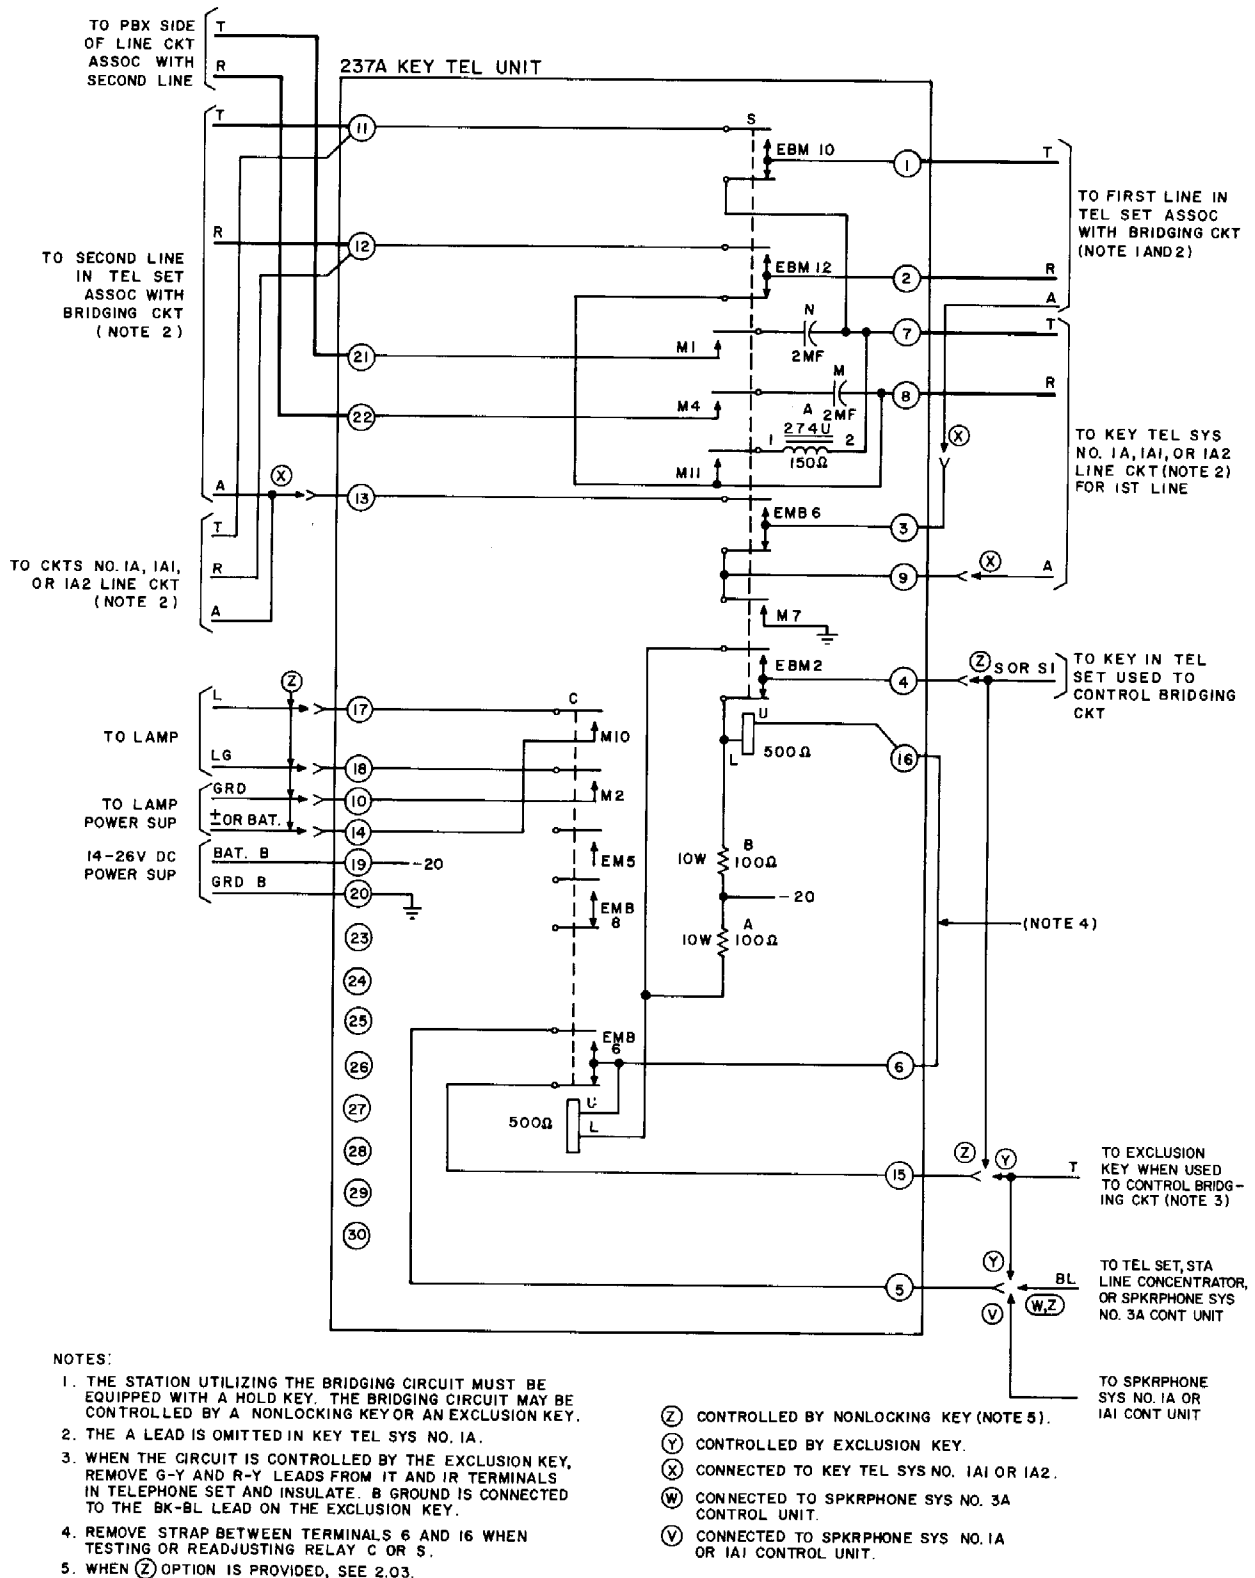 TO PBX SIDE
OF LINE CKT
ASSOC WITH
SECOND LINE
T
R
237A KEY TEL UNIT
T
11
S
EBM 10
1
T
TO FIRST LINE IN
TEL SET ASSOC
WITH BRIDGING CKT
(NOTE 1 AND 2)
R
12
EBM 12
2
R
A
TO SECOND LINE
IN TEL SET
ASSOC WITH
BRIDGING CKT
(NOTE 2)
N
2MF
7
T
M1
21
M
2MF
8
R
M4
22
A
274U
1
2
150Ω
M11
X
TO KEY TEL SYS
NO. 1A, 1A1, OR 1A2
LINE CKT (NOTE 2)
FOR 1ST LINE
A
X
13
EMB 6
3
T
TO CKTS NO. 1A, 1A1,
OR 1A2 LINE CKT
(NOTE 2)
R
A
9
X
A
M7
EBM 2
4
Z
S OR S1
TO KEY IN TEL
SET USED TO
CONTROL BRIDGING
CKT
TO LAMP
L
Z
17
C
M10
U
L
500Ω
16
LG
18
TO LAMP
POWER SUP
GRD
10
M2
± OR BAT.
14
14-26V DC
POWER SUP
BAT. B
19
-20
EM5
10W
B
100Ω
GRD B
20
EMB
8
-20
23
10W
A
100Ω
(NOTE 4)
24
25
EMB
6
26
6
27
U
L
500Ω
28
29
15
Z
Y
T
TO EXCLUSION
KEY WHEN USED
TO CONTROL BRIDG-
ING CKT (NOTE 3)
30
Y
5
BL
W,Z
V
TO TEL SET, STA
LINE CONCENTRATOR,
OR SPKRPHONE SYS
NO. 3A CONT UNIT
TO SPKRPHONE
SYS NO. 1A OR
1A1 CONT UNIT
NOTES:
1. THE STATION UTILIZING THE BRIDGING CIRCUIT MUST BE
EQUIPPED WITH A HOLD KEY. THE BRIDGING CIRCUIT MAY BE
CONTROLLED BY A NONLOCKING KEY OR AN EXCLUSION KEY.
2. THE A LEAD IS OMITTED IN KEY TEL SYS NO. 1A.
3. WHEN THE CIRCUIT IS CONTROLLED BY THE EXCLUSION KEY,
REMOVE G-Y AND R-Y LEADS FROM 1T AND 1R TERMINALS
IN TELEPHONE SET AND INSULATE. B GROUND IS CONNECTED
TO THE BK-BL LEAD ON THE EXCLUSION KEY.
4. REMOVE STRAP BETWEEN TERMINALS 6 AND 16 WHEN
TESTING OR READJUSTING RELAY C OR S.
5. WHEN Z OPTION IS PROVIDED, SEE 2.03.
Z CONTROLLED BY NONLOCKING KEY (NOTE 5).
Y CONTROLLED BY EXCLUSION KEY.
X CONNECTED TO KEY TEL SYS NO. 1A1 OR 1A2.
W CONNECTED TO SPKRPHONE SYS NO. 3A
CONTROL UNIT.
V CONNECTED TO SPKRPHONE SYS NO. 1A
OR 1A1 CONTROL UNIT.